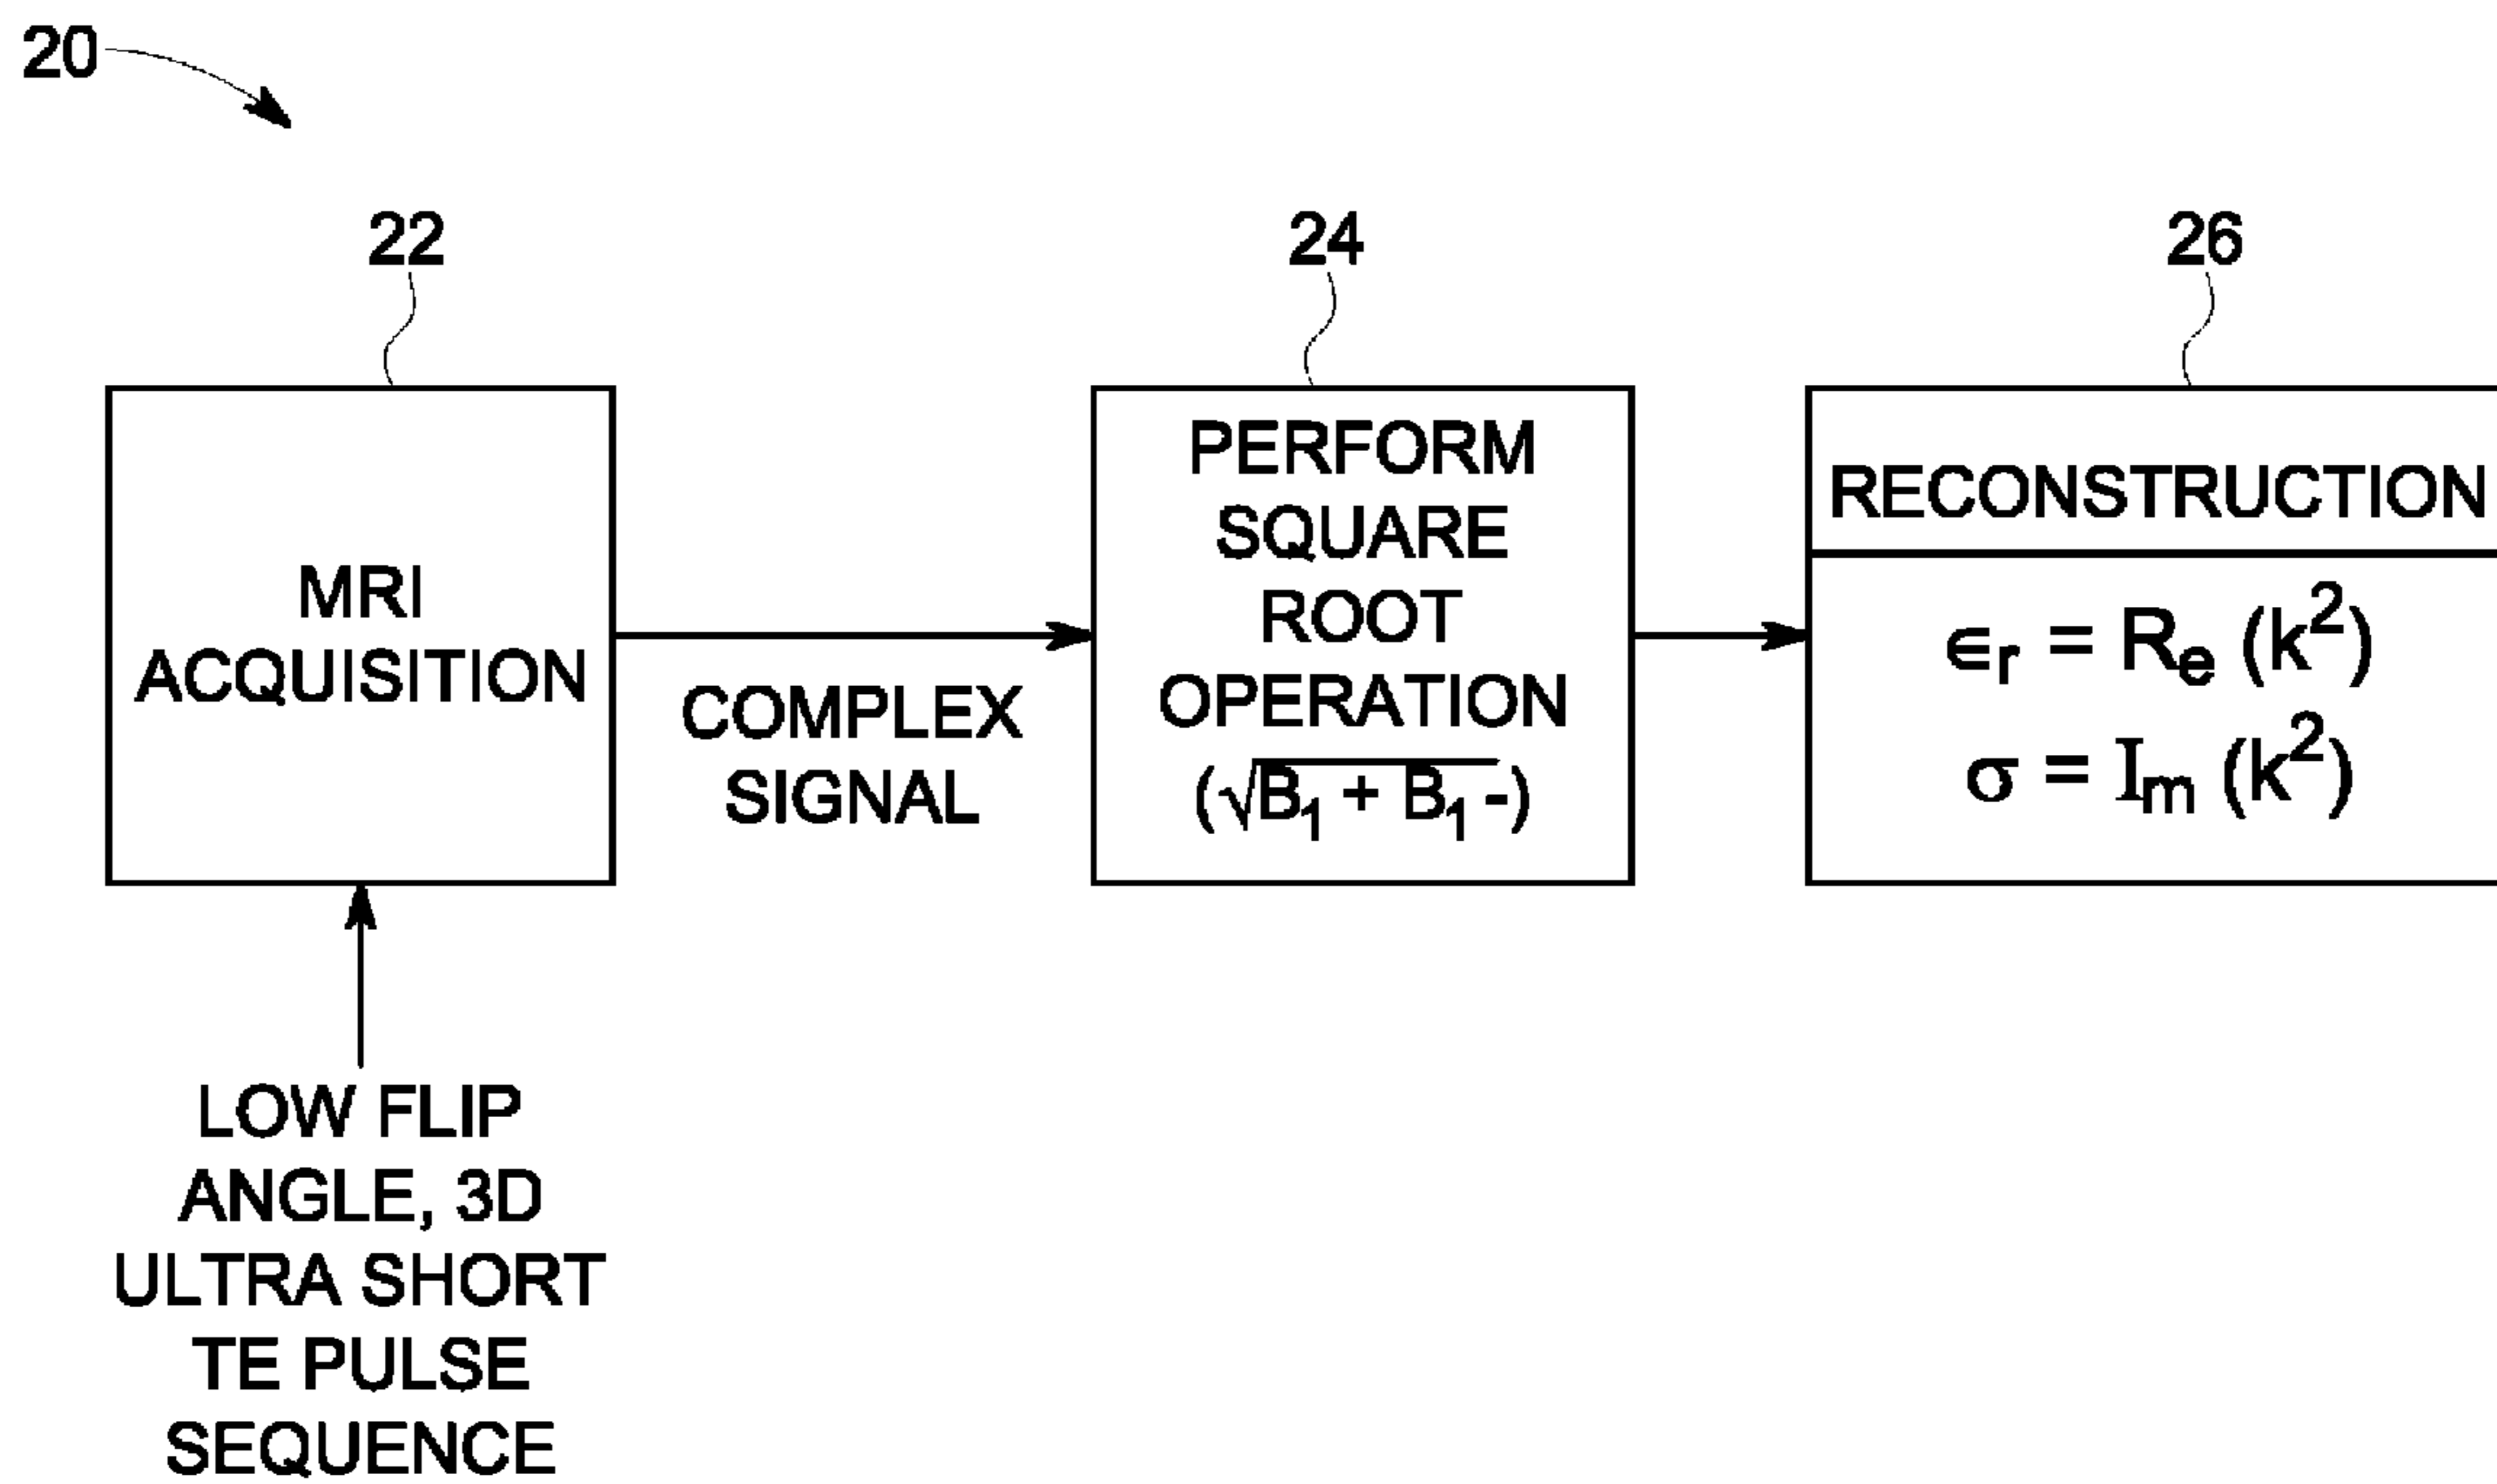 20
22
24
26
MRI
ACQUISITION
COMPLEX
SIGNAL
PERFORM
SQUARE
ROOT
OPERATION
(√B₁ + B₁ -)
RECONSTRUCTION
ϵᵣ = Rₑ (k²)
σ = Iₘ (k²)
LOW FLIP
ANGLE, 3D
ULTRA SHORT
TE PULSE
SEQUENCE